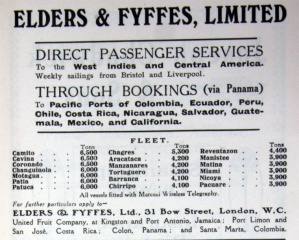 ELDERS & FYFFES, LIMITED
DIRECT PASSENGER SERVICES
To the West Indies and Central America.
Weekly sailings from Bristol and Liverpool.
THROUGH BOOKINGS (via Panama)
To Pacific Ports of Colombia, Ecuador, Peru,
Chile, Costa Rica, Nicaragua, Salvador, Guate-
mala, Mexico, and California.
FLEET.
Tons Tons Tons
Camito 6,500 Chagres 5,300 Reventazon 4,400
Cavina 6,500 Aracataca 4,200 Manistee 3,900
Coronado 6,500 Manzanares 4,200 Matina 3,900
Changuinola 6,000 Tortuguero 4,200 Miami 3,900
Motagua 6,000 Barranca 4,100 Nicoya 3,900
Patia 6,000 Chirripo 4,100 Pacuare 3,900
Patuca 6,000
All vessels fitted with Marconi Wireless Telegraphy.
For further particulars apply to—
ELDERS & FYFFES, Ltd., 31 Bow Street, London, W.C.
United Fruit Company, at Kingston and Port Antonio, Jamaica; Port Limon and
San José, Costa Rica; Colon, Panama; and Santa Marta, Colombia.